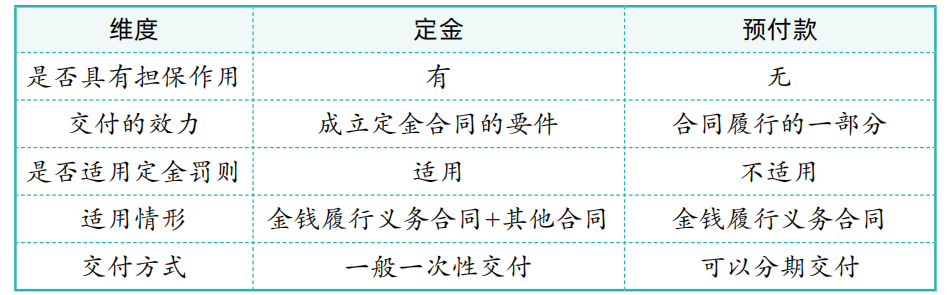 维度 定金 预付款
是否具有担保作用 有 无
交付的效力 成立定金合同的要件 合同履行的一部分
是否适用定金罚则 适用 不适用
适用情形 金钱履行义务合同+其他合同 金钱履行义务合同
交付方式 一般一次性交付 可以分期交付